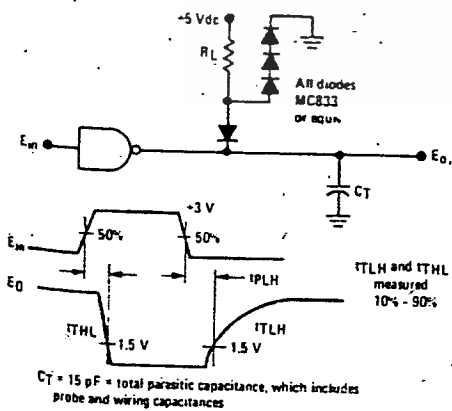 +5 Vdc
RL
All diodes
MC833
or equiv
Ein
Eo
CT
+3 V
Ein
50%
50%
EO
tPLH
tTLH and tTHL
measured
10% - 90%
tTHL
1.5 V
tTLH
1.5 V
CT = 15 pF = total parasitic capacitance, which includes
probe and wiring capacitances